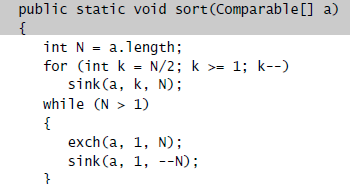 public static void sort(Comparable[] a)
{
int N = a.length;
for (int k = N/2; k >= 1; k--)
sink(a, k, N);
while (N > 1)
{
exch(a, 1, N);
sink(a, 1, --N);
}